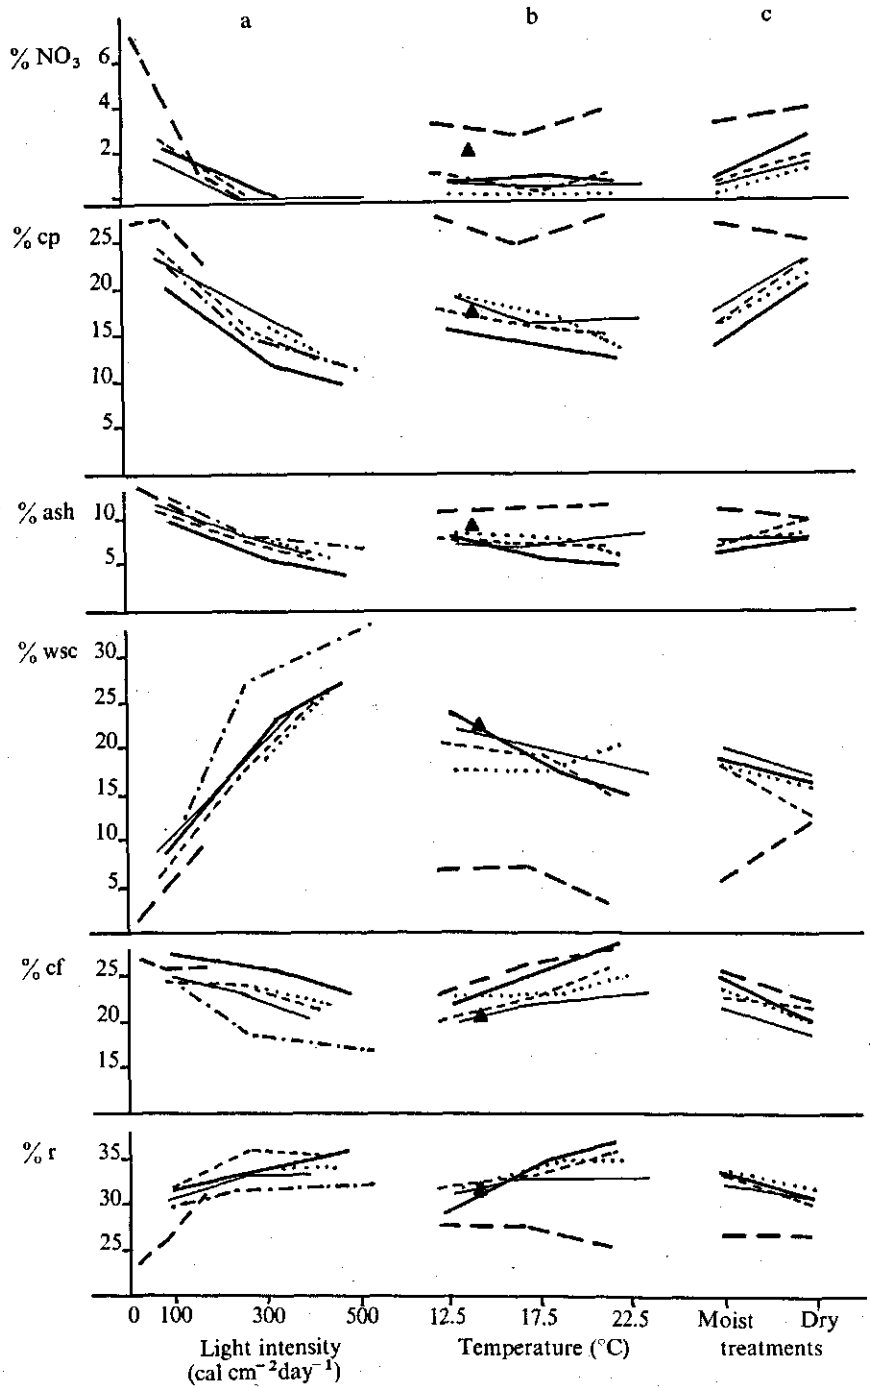 a b c
% NO₃ 6
4
2
% cp 25
20
15
10
5
% ash 10
5
% wsc 30
25
20
15
10
5
% cf 25
20
15
% r 35
30
25
0 100 300 500 12.5 17.5 22.5 Moist Dry
Light intensity Temperature (°C) treatments
(cal cm⁻² day⁻¹)